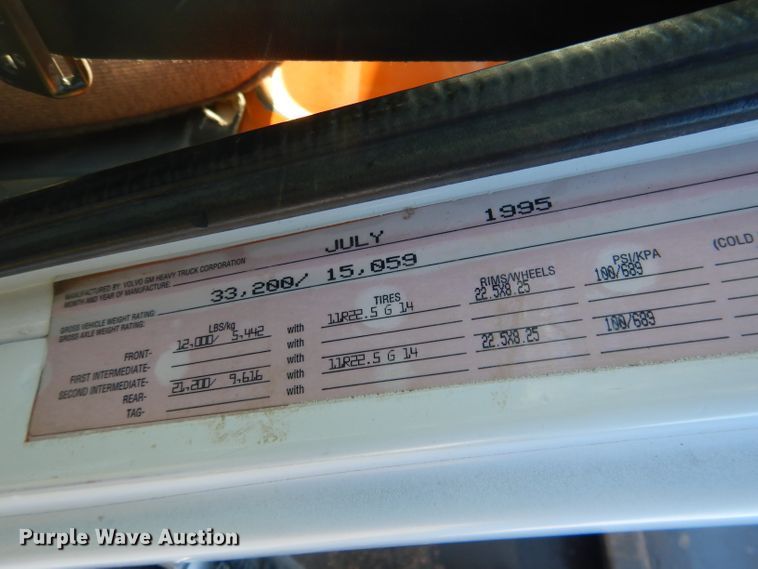 MANUFACTURED BY: VOLVO GM HEAVY TRUCK CORPORATION
MONTH AND YEAR OF MANUFACTURE: JULY 1995
GROSS VEHICLE WEIGHT RATING: 33,200/ 15,059
GROSS AXLE WEIGHT RATING:
LBS/kg TIRES RIMS/WHEELS PSI/KPA (COLD
FRONT- 12,000/ 5,442 with 11R22.5 G 14 22.5X8.25 100/689
FIRST INTERMEDIATE- with
SECOND INTERMEDIATE- with
REAR- 21,200/ 9,616 with 11R22.5 G 14 22.5X8.25 100/689
TAG- with
Purple Wave Auction